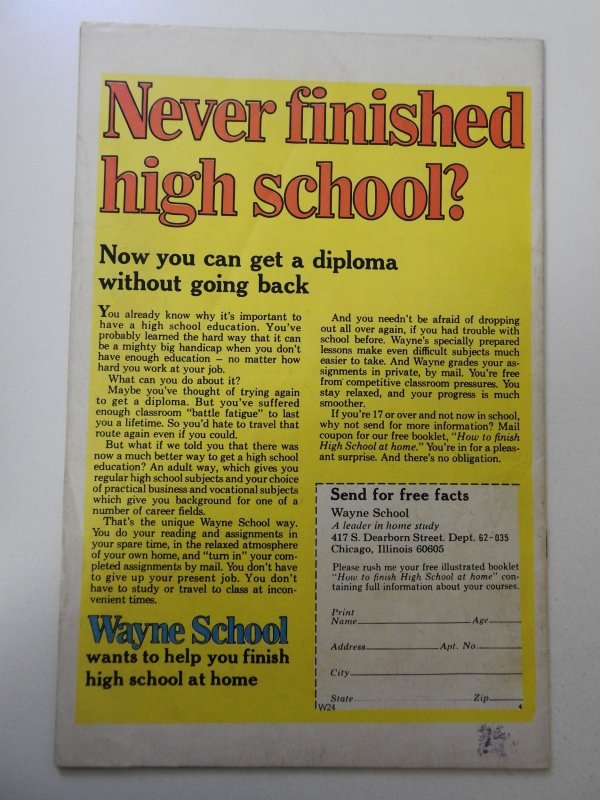 Never finished
high school?
Now you can get a diploma
without going back
You already know why it's important to
have a high school education. You've
probably learned the hard way that it can
be a mighty big handicap when you don't
have enough education – no matter how
hard you work at your job.
What can you do about it?
Maybe you've thought of trying again
to get a diploma. But you've suffered
enough classroom "battle fatigue" to last
you a lifetime. So you'd hate to travel that
route again even if you could.
But what if we told you that there was
now a much better way to get a high school
education? An adult way, which gives you
regular high school subjects and your choice
of practical business and vocational subjects
which give you background for one of a
number of career fields.
That's the unique Wayne School way.
You do your reading and assignments in
your spare time, in the relaxed atmosphere
of your own home, and "turn in" your com-
pleted assignments by mail. You don't have
to give up your present job. You don't
have to study or travel to class at incon-
venient times.
Wayne School
wants to help you finish
high school at home
And you needn't be afraid of dropping
out all over again, if you had trouble with
school before. Wayne's specially prepared
lessons make even difficult subjects much
easier to take. And Wayne grades your as-
signments in private, by mail. You're free
from competitive classroom pressures. You
stay relaxed, and your progress is much
smoother.
If you're 17 or over and not now in school,
why not send for more information? Mail
coupon for our free booklet, "How to finish
High School at home." You're in for a pleas-
ant surprise. And there's no obligation.
Send for free facts
Wayne School
A leader in home study
417 S. Dearborn Street. Dept. 62-035
Chicago, Illinois 60605
Please rush me your free illustrated booklet
"How to finish High School at home" con-
taining full information about your courses.
Print
Name Age
Address Apt. No.
City
State Zip
W24 4